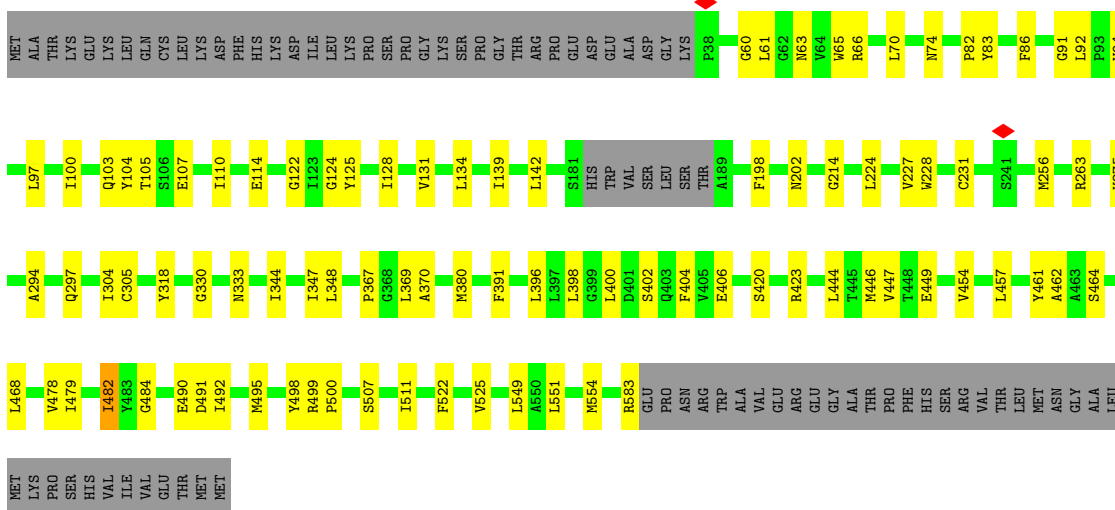 MET ALA THR LYS GLU LYS LEU GLN CYS LEU LYS ASP PHE HIS LYS ASP ILE LEU LYS PRO SER PRO GLY LYS SER PRO GLY THR ARG PRO GLU ASP GLU ALA ASP GLY LYS P38 G60 L61 G62 N63 V64 W65 R66 L70 N74 P82 Y83 F86 G91 L92 P93
L97 I100 Q103 Y104 T105 S106 E107 I110 E114 G122 I123 G124 Y125 I128 V131 L134 I139 L142 S181 HIS TRP VAL SER LEU SER THR A189 F198 N202 G214 L224 V227 W228 C231 S241 M256 R263
A294 Q297 I304 C305 Y318 G330 N333 I344 I347 L348 P367 G368 L369 A370 M380 F391 L396 L397 L398 G399 L400 D401 S402 Q403 F404 V405 E406 S420 R423 L444 T445 M446 V447 T448 E449 V454 L457 Y461 A462 A463 S464
L468 V478 I479 I482 Y483 G484 E490 D491 I492 M495 Y498 R499 P500 S507 I511 F522 V525 L549 A550 L551 M554 R583 GLU PRO ASN ARG TRP ALA VAL GLU ARG GLU GLY ALA THR PRO PHE HIS SER ARG VAL THR LEU MET ASN GLY ALA LEU
MET LYS PRO SER HIS VAL ILE VAL GLU THR MET MET